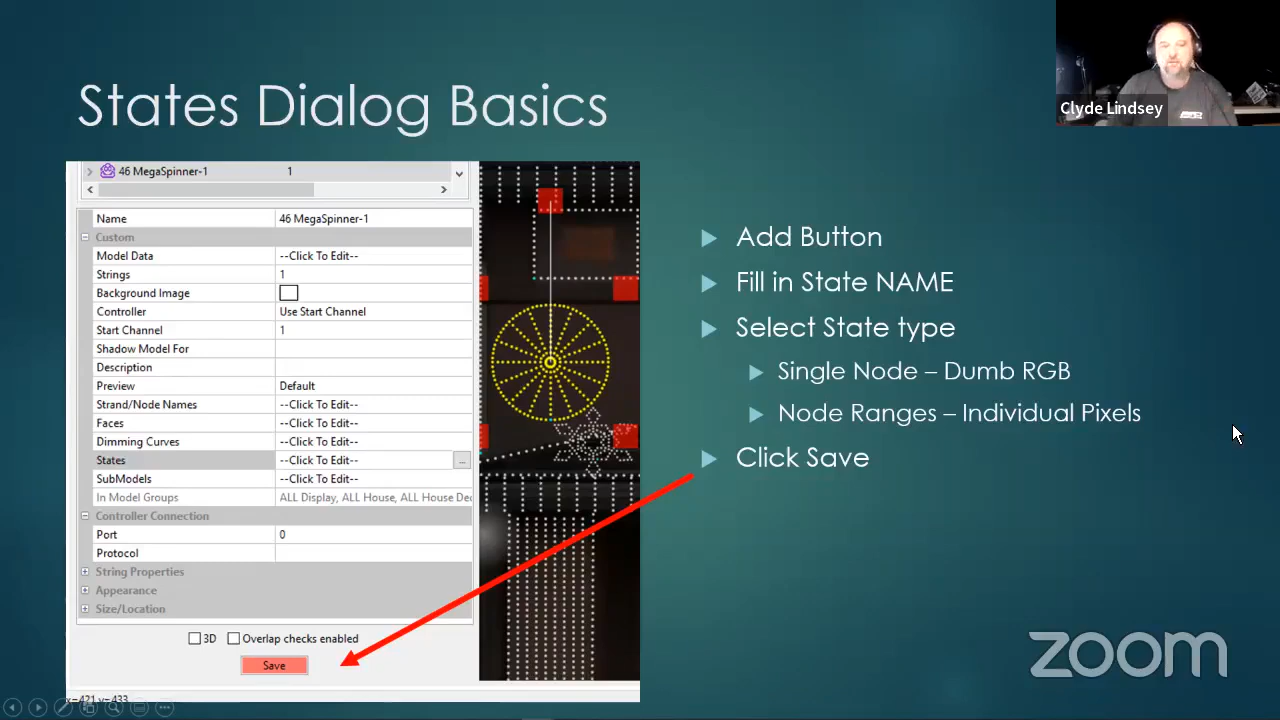 States Dialog Basics
Clyde Lindsey
46 MegaSpinner-1 1
Name 46 MegaSpinner-1
Custom
Model Data --Click To Edit--
Strings 1
Background Image
Controller Use Start Channel
Start Channel 1
Shadow Model For
Description
Preview Default
Strand/Node Names --Click To Edit--
Faces --Click To Edit--
Dimming Curves --Click To Edit--
States --Click To Edit-- ...
SubModels --Click To Edit--
In Model Groups ALL Display, ALL House, ALL House Dec
Controller Connection
Port 0
Protocol
String Properties
Appearance
Size/Location
3D Overlap checks enabled
Save
x=421 y=433
Add Button
Fill in State NAME
Select State type
Single Node – Dumb RGB
Node Ranges – Individual Pixels
Click Save
zoom